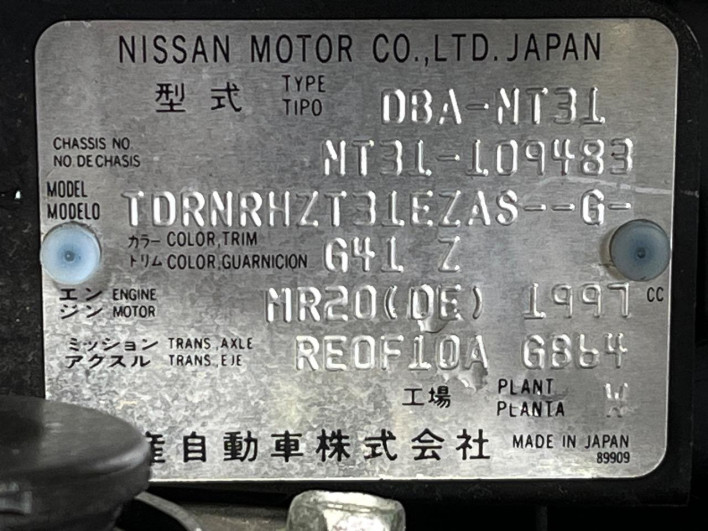 NISSAN MOTOR CO.,LTD. JAPAN
型式 TYPE TIPO DBA-NT31
CHASSIS NO. NO. DE CHASIS NT31-109483
MODEL MODELO TDRNRHZT31EZAS--G-
カラー COLOR,TRIM トリム COLOR,GUARNICION G41 Z
エンジン ENGINE MOTOR MR20(DE) 1997 CC
ミッション アクスル TRANS.,AXLE TRANS.,EJE RE0F10A GB64
工場 PLANT PLANTA W
産自動車株式会社 MADE IN JAPAN
89909